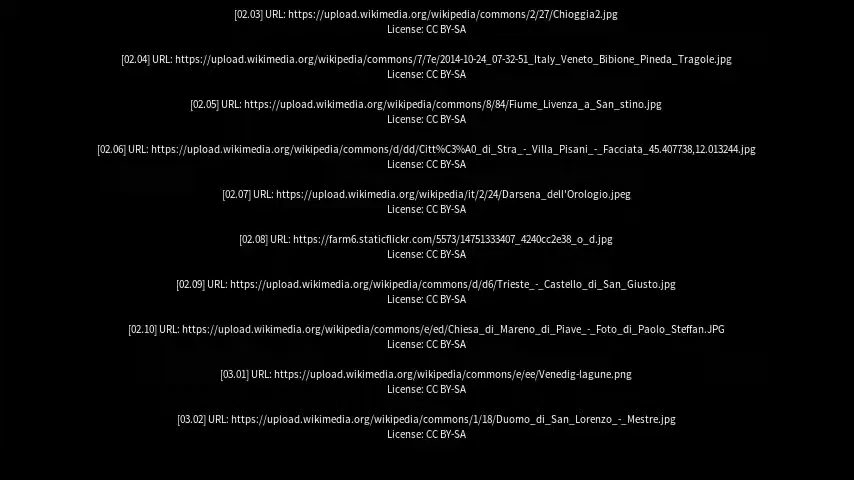 [02.03] URL: https://upload.wikimedia.org/wikipedia/commons/2/27/Chioggia2.jpg
License: CC BY-SA
[02.04] URL: https://upload.wikimedia.org/wikipedia/commons/7/7e/2014-10-24_07-32-51_Italy_Veneto_Bibione_Pineda_Tragole.jpg
License: CC BY-SA
[02.05] URL: https://upload.wikimedia.org/wikipedia/commons/8/84/Fiume_Livenza_a_San_stino.jpg
License: CC BY-SA
[02.06] URL: https://upload.wikimedia.org/wikipedia/commons/d/dd/Citt%C3%A0_di_Stra_-_Villa_Pisani_-_Facciata_45.407738,12.013244.jpg
License: CC BY-SA
[02.07] URL: https://upload.wikimedia.org/wikipedia/it/2/24/Darsena_dell'Orologio.jpeg
License: CC BY-SA
[02.08] URL: https://farm6.staticflickr.com/5573/14751333407_4240cc2e38_o_d.jpg
License: CC BY-SA
[02.09] URL: https://upload.wikimedia.org/wikipedia/commons/d/d6/Trieste_-_Castello_di_San_Giusto.jpg
License: CC BY-SA
[02.10] URL: https://upload.wikimedia.org/wikipedia/commons/e/ed/Chiesa_di_Mareno_di_Piave_-_Foto_di_Paolo_Steffan.JPG
License: CC BY-SA
[03.01] URL: https://upload.wikimedia.org/wikipedia/commons/e/ee/Venedig-lagune.png
License: CC BY-SA
[03.02] URL: https://upload.wikimedia.org/wikipedia/commons/1/18/Duomo_di_San_Lorenzo_-_Mestre.jpg
License: CC BY-SA